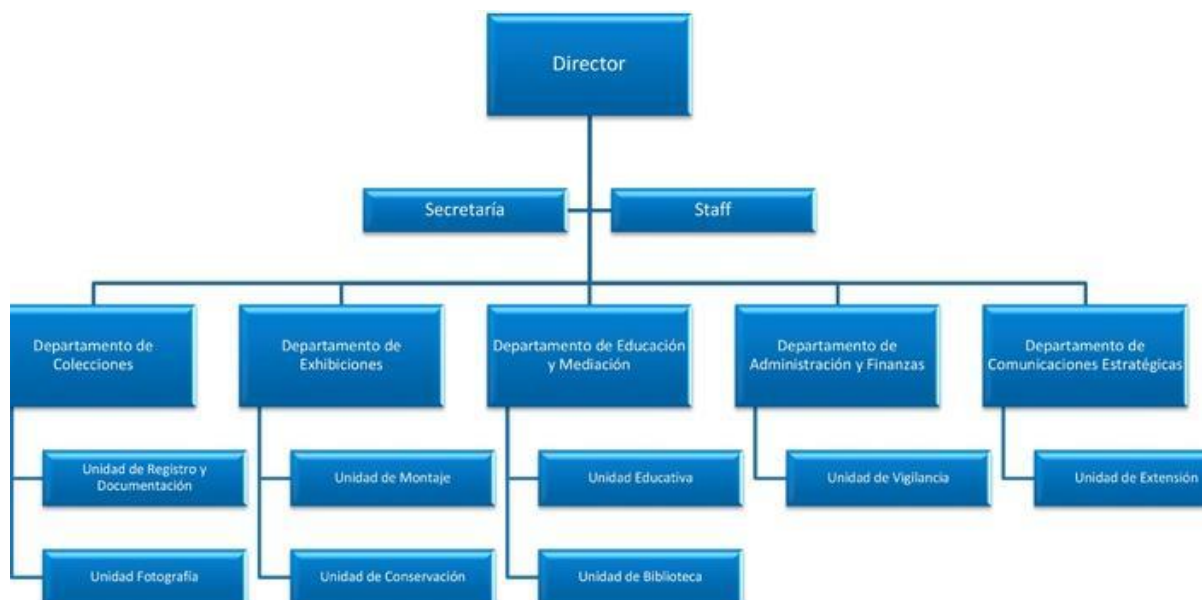 Director
Secretaría
Staff
Departamento de
Colecciones
Departamento de
Exhibiciones
Departamento de Educación
y Mediación
Departamento de
Administración y Finanzas
Departamento de
Comunicaciones Estratégicas
Unidad de Registro y
Documentación
Unidad de Montaje
Unidad Educativa
Unidad de Vigilancia
Unidad de Extensión
Unidad Fotografía
Unidad de Conservación
Unidad de Biblioteca